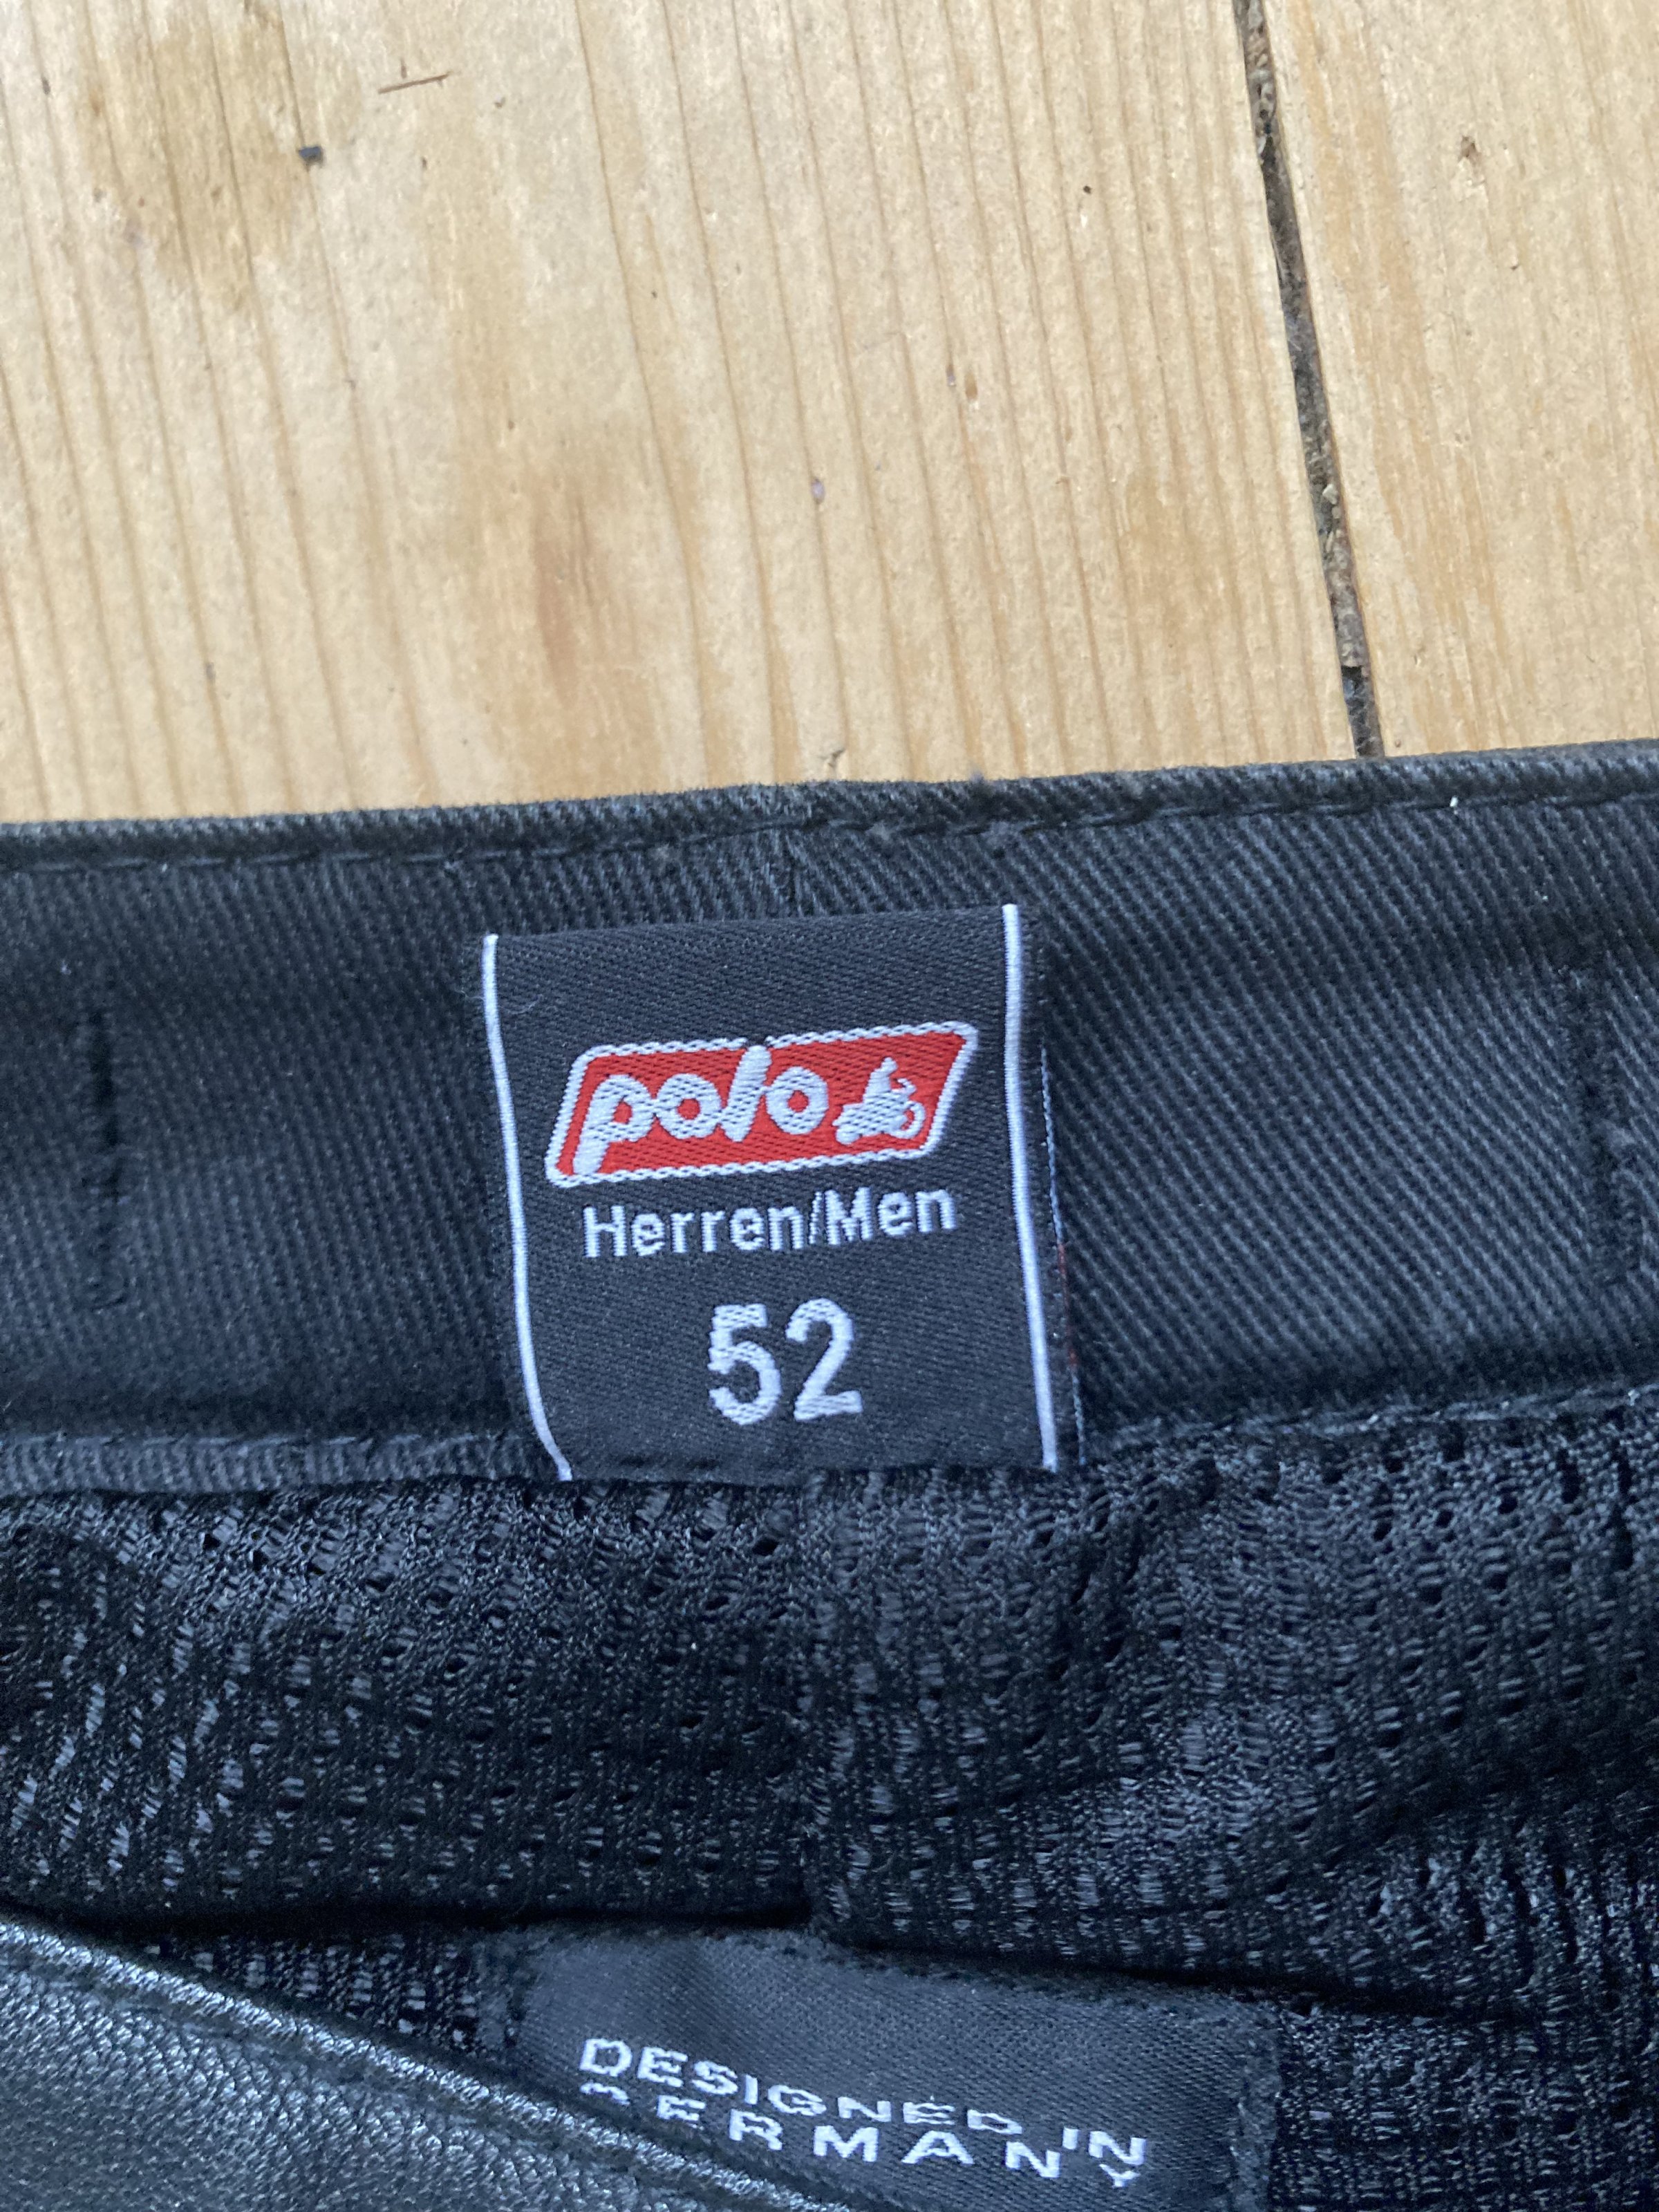 polo
Herren/Men
52
DESIGNED IN
GERMANY